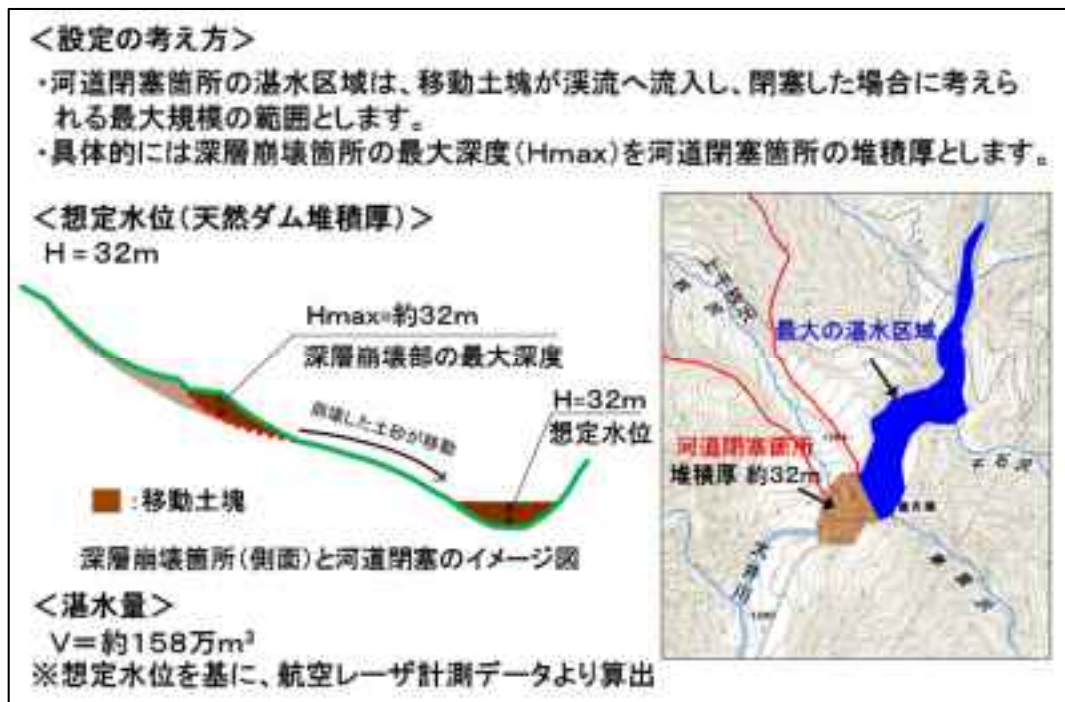 ＜設定の考え方＞
・河道閉塞箇所の湛水区域は、移動土塊が渓流へ流入し、閉塞した場合に考えら
れる最大規模の範囲とします。
・具体的には深層崩壊箇所の最大深度(Hmax)を河道閉塞箇所の堆積厚とします。
＜想定水位(天然ダム堆積厚)＞
H＝32m
Hmax=約32m
深層崩壊部の最大深度
崩壊した土砂が移動
H=32m
想定水位
：移動土塊
深層崩壊箇所(側面)と河道閉塞のイメージ図
＜湛水量＞
V＝約158万m³
※想定水位を基に、航空レーザ計測データより算出
最大の湛水区域
河道閉塞箇所
堆積厚 約32m